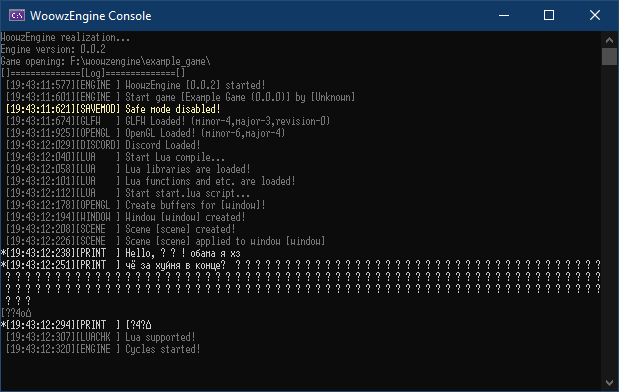 WoowzEngine Console
WoowzEngine realization...
Engine version: 0.0.2
Game opening: F:\woowzengine\example_game\
[]==============[Log]==============[]
[19:43:11:577][ENGINE ] WoowzEngine [0.0.2] started!
[19:43:11:601][ENGINE ] Start game [Example Game (0.0.0)] by [Unknown]
[19:43:11:621][SAVEMOD] Safe mode disabled!
[19:43:11:674][GLFW   ] GLFW Loaded! (minor-4,major-3,revision-0)
[19:43:11:925][OPENGL ] OpenGL Loaded! (minor-6,major-4)
[19:43:12:029][DISCORD] Discord Loaded!
[19:43:12:040][LUA    ] Start Lua compile...
[19:43:12:058][LUA    ] Lua libraries are loaded!
[19:43:12:101][LUA    ] Lua functions and etc. are loaded!
[19:43:12:112][LUA    ] Start start.lua script...
[19:43:12:178][OPENGL ] Create buffers for [window]!
[19:43:12:194][WINDOW ] Window [window] created!
[19:43:12:208][SCENE  ] Scene [scene] created!
[19:43:12:226][SCENE  ] Scene [scene] applied to window [window]
*[19:43:12:238][PRINT  ] Hello, ? ? ! обама я хз
*[19:43:12:251][PRINT  ] чё за хуйня в конце?  ? ? ? ? ? ? ? ? ? ? ? ? ? ? ? ? ? ? ? ? ? ? ? ? ? ? ? ? ? ? ?
? ? ? ? ? ? ? ? ? ? ? ? ? ? ? ? ? ? ? ? ? ? ? ? ? ? ? ? ? ? ? ? ? ? ? ? ? ? ? ? ? ? ? ? ? ? ? ? ? ?
? ? ? ? ? ? ? ? ? ? ? ? ? ? ? ? ? ? ? ? ? ? ? ? ? ? ? ? ? ? ? ? ? ? ? ? ? ? ? ? ? ? ? ? ? ? ? ? ? ?
? ? ?
[??4o∆
*[19:43:12:294][PRINT  ] [?4?∆
[19:43:12:307][LUACHK ] Lua supported!
[19:43:12:320][ENGINE ] Cycles started!